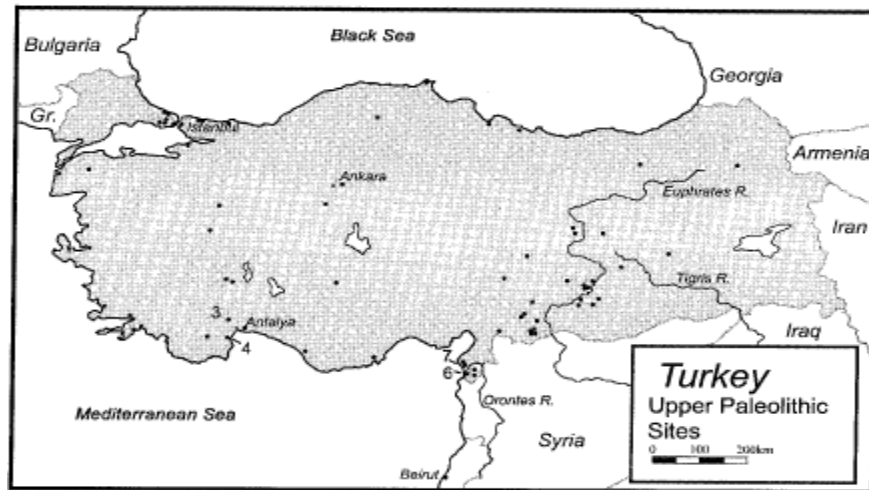 Bulgaria
Black Sea
Georgia
Gr.
Istanbul
Armenia
Ankara
Euphrates R.
Iran
Tigris R.
3
Antalya
4
Iraq
6
Orontes R.
Mediterranean Sea
Syria
Beirut
Turkey
Upper Paleolithic
Sites
0 100 200km